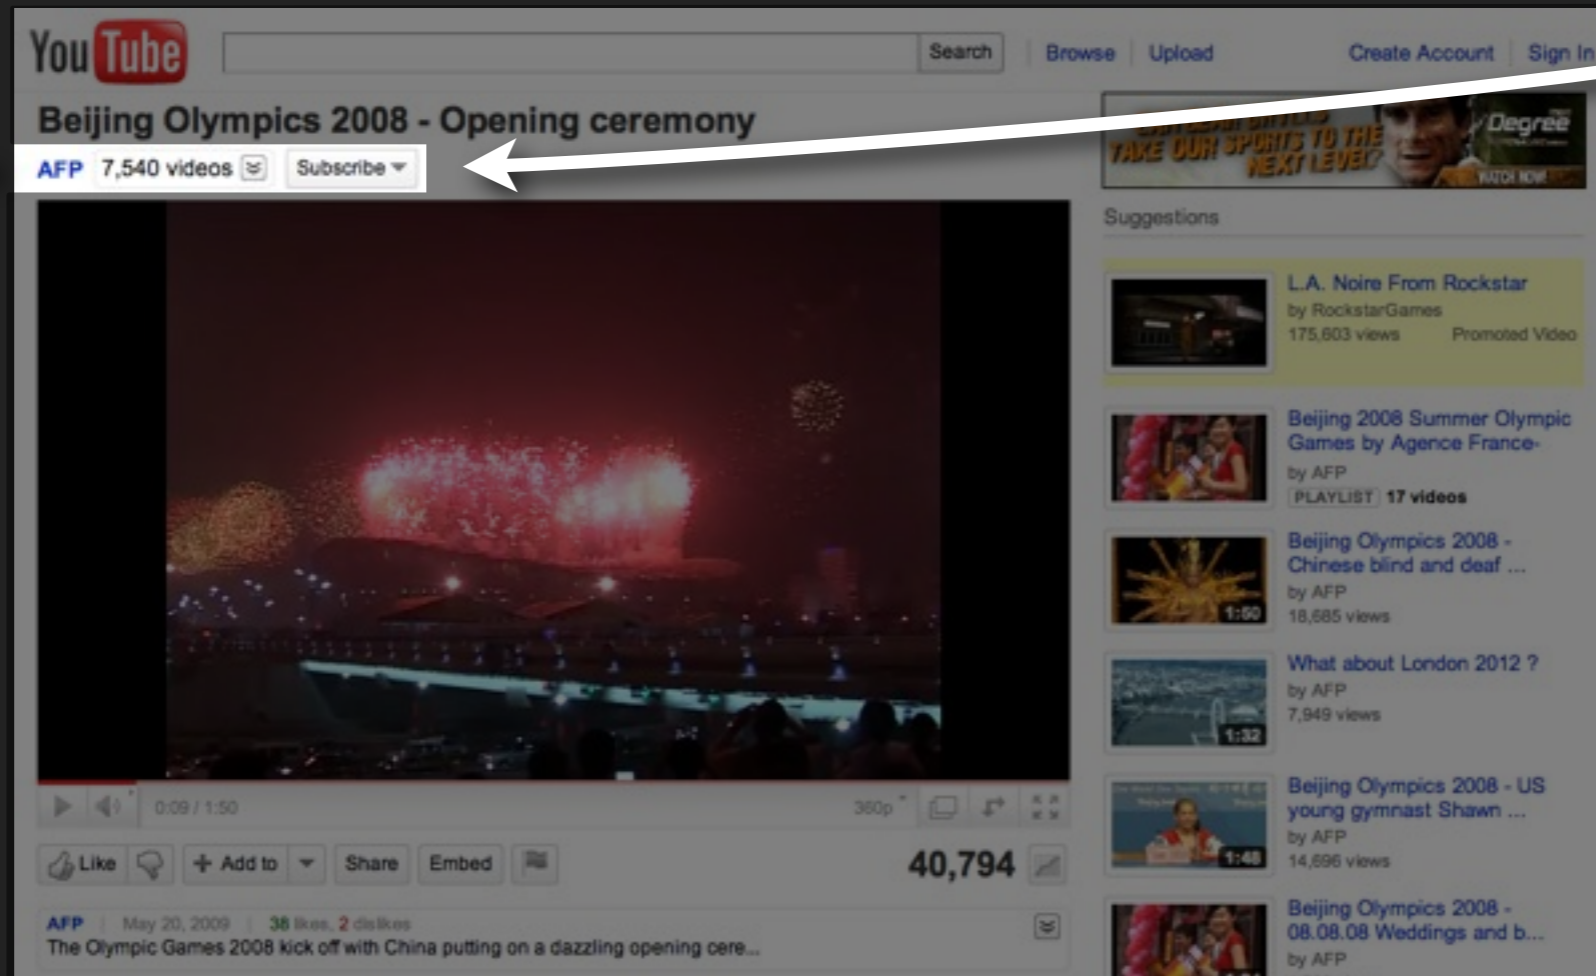 YouTube
Search
Browse
Upload
Create Account
Sign In
Beijing Olympics 2008 - Opening ceremony
AFP 7,540 videos Subscribe
TAKE OUR SPORTS TO THE
NEXT LEVEL?
Degree
WATCH NOW!
0:09 / 1:50
360p
Like
+ Add to
Share
Embed
40,794
AFP | May 20, 2009 | 38 likes, 2 dislikes
The Olympic Games 2008 kick off with China putting on a dazzling opening cere...
Suggestions
L.A. Noire From Rockstar
by RockstarGames
175,603 views Promoted Video
Beijing 2008 Summer Olympic
Games by Agence France-
by AFP
PLAYLIST 17 videos
Beijing Olympics 2008 -
Chinese blind and deaf ...
by AFP
18,685 views
1:50
What about London 2012 ?
by AFP
7,949 views
1:32
Beijing Olympics 2008 - US
young gymnast Shawn ...
by AFP
14,696 views
1:48
Beijing Olympics 2008 -
08.08.08 Weddings and b...
by AFP